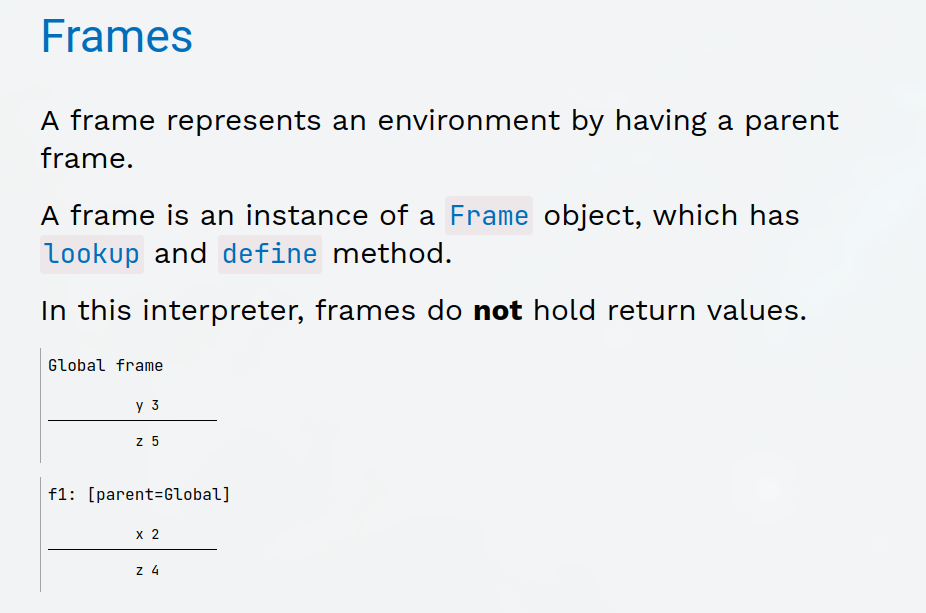 Frames
A frame represents an environment by having a parent
frame.
A frame is an instance of a Frame object, which has
lookup and define method.
In this interpreter, frames do not hold return values.
Global frame
y 3
z 5
f1: [parent=Global]
x 2
z 4